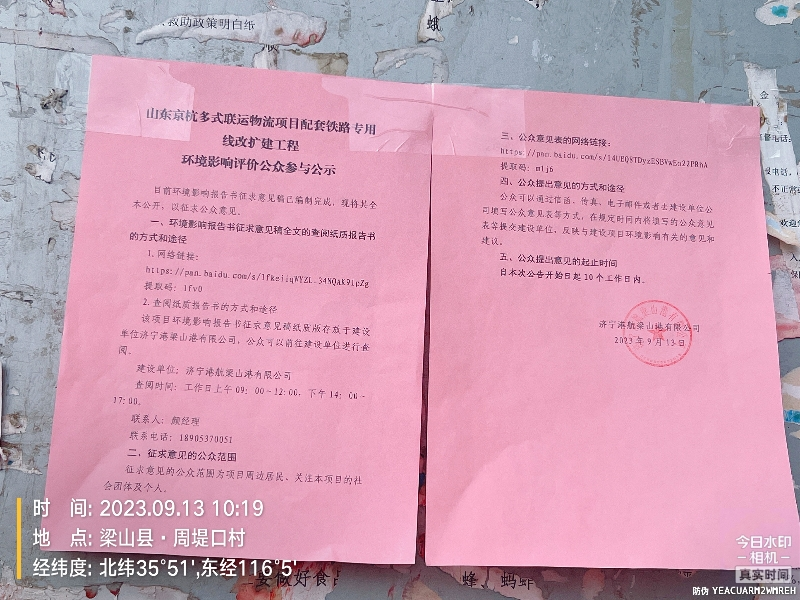 救助政策明白纸
蛾
山东京杭多式联运物流项目配套铁路专用
线改扩建工程
环境影响评价公众参与公示
目前环境影响报告书征求意见稿已编制完成，现将其全
本公开，以征求公众意见。
一、环境影响报告书征求意见稿全文的查阅纸质报告书
的方式和途径
1.网络链接：
提取码：1fv0
2.查阅纸质报告书的方式和途径
该项目环境影响报告书征求意见稿纸质版存放于建设
单位济宁港航梁山港有限公司，公众可以前往建设单位进行查
阅。
建设单位：济宁港航梁山港有限公司
查阅时间：工作日上午09：00-12:00，下午14：00-
17:00。
联系人：颜经理
联系电话：18905370051
二、征求意见的公众范围
征求意见的公众范围为项目周边居民、关注本项目的社
会团体及个人。
三、公众意见表的网络链接：
提取码：mlj6
四、公众提出意见的方式和途径
公众可以通过信函、传真、电子邮件或者去建设单位公
司填写公众意见表等方式，在规定时间内将填写的公众意见
表等提交建设单位，反映与建设项目环境影响有关的意见和
建议。
五、公众提出意见的起止时间
自本次公告开始日起10个工作日内。
济宁港航梁山港有限公司
2023年9月13日
时 间: 2023.09.13 10:19
地 点: 梁山县·周堤口村
经纬度: 北纬35°51′,东经116°5′
今日水印
-相机-
真实时间
防伪 YEACUARM2WMREH
蜂 蚂蚱